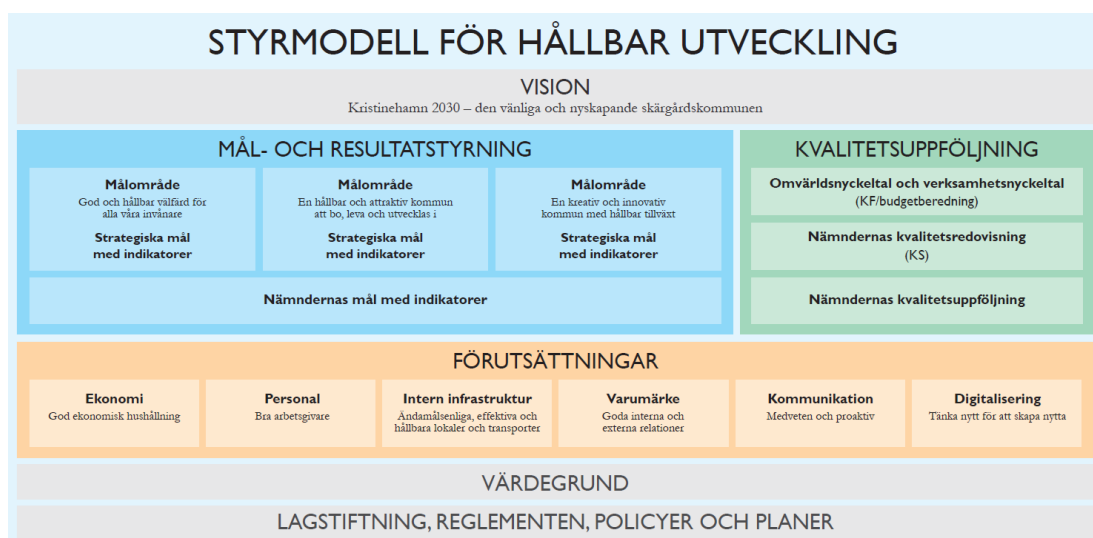 STYRMODELL FÖR HÅLLBAR UTVECKLING
VISION
Kristinehamn 2030 – den vänliga och nyskapande skärgårdskommunen
MÅL- OCH RESULTATSTYRNING
Målområde
God och hållbar välfärd för
alla våra invånare
Strategiska mål
med indikatorer
Målområde
En hållbar och attraktiv kommun
att bo, leva och utvecklas i
Strategiska mål
med indikatorer
Målområde
En kreativ och innovativ
kommun med hållbar tillväxt
Strategiska mål
med indikatorer
Nämndernas mål med indikatorer
KVALITETSUPPFÖLJNING
Omvärldsnyckeltal och verksamhetsnyckeltal
(KF/budgetberedning)
Nämndernas kvalitetsredovisning
(KS)
Nämndernas kvalitetsuppföljning
FÖRUTSÄTTNINGAR
Ekonomi
God ekonomisk hushållning
Personal
Bra arbetsgivare
Intern infrastruktur
Ändamålsenliga, effektiva och
hållbara lokaler och transporter
Varumärke
Goda interna och
externa relationer
Kommunikation
Medveten och proaktiv
Digitalisering
Tänka nytt för att skapa nytta
VÄRDEGRUND
LAGSTIFTNING, REGLEMENTEN, POLICYER OCH PLANER